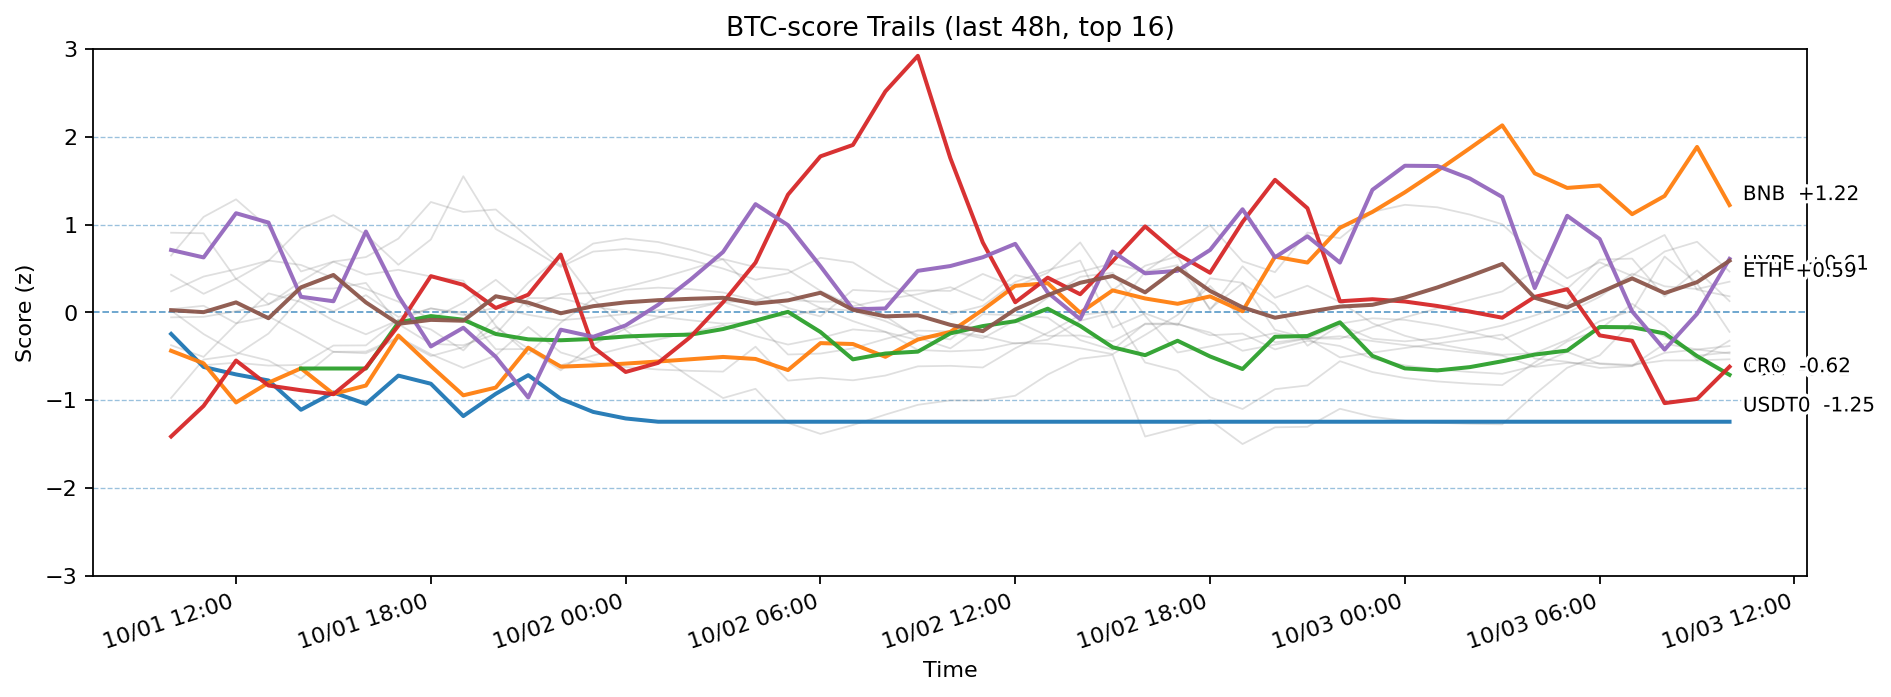 BTC-score Trails (last 48h, top 16)
Score (z)
3
2
1
0
−1
−2
−3
BNB +1.22
ETH +0.59
CRO -0.62
USDT0 -1.25
10/01 12:00
10/01 18:00
10/02 00:00
10/02 06:00
10/02 12:00
10/02 18:00
10/03 00:00
10/03 06:00
10/03 12:00
Time